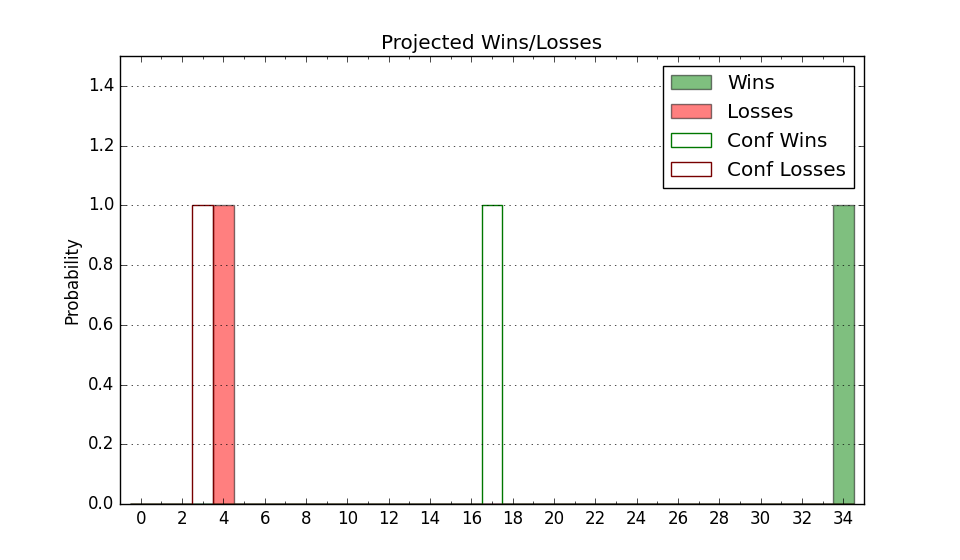 Projected Wins/Losses
Wins
Losses
Conf Wins
Conf Losses
Probability
1.4
1.2
1.0
0.8
0.6
0.4
0.2
0.0
0 2 4 6 8 10 12 14 16 18 20 22 24 26 28 30 32 34